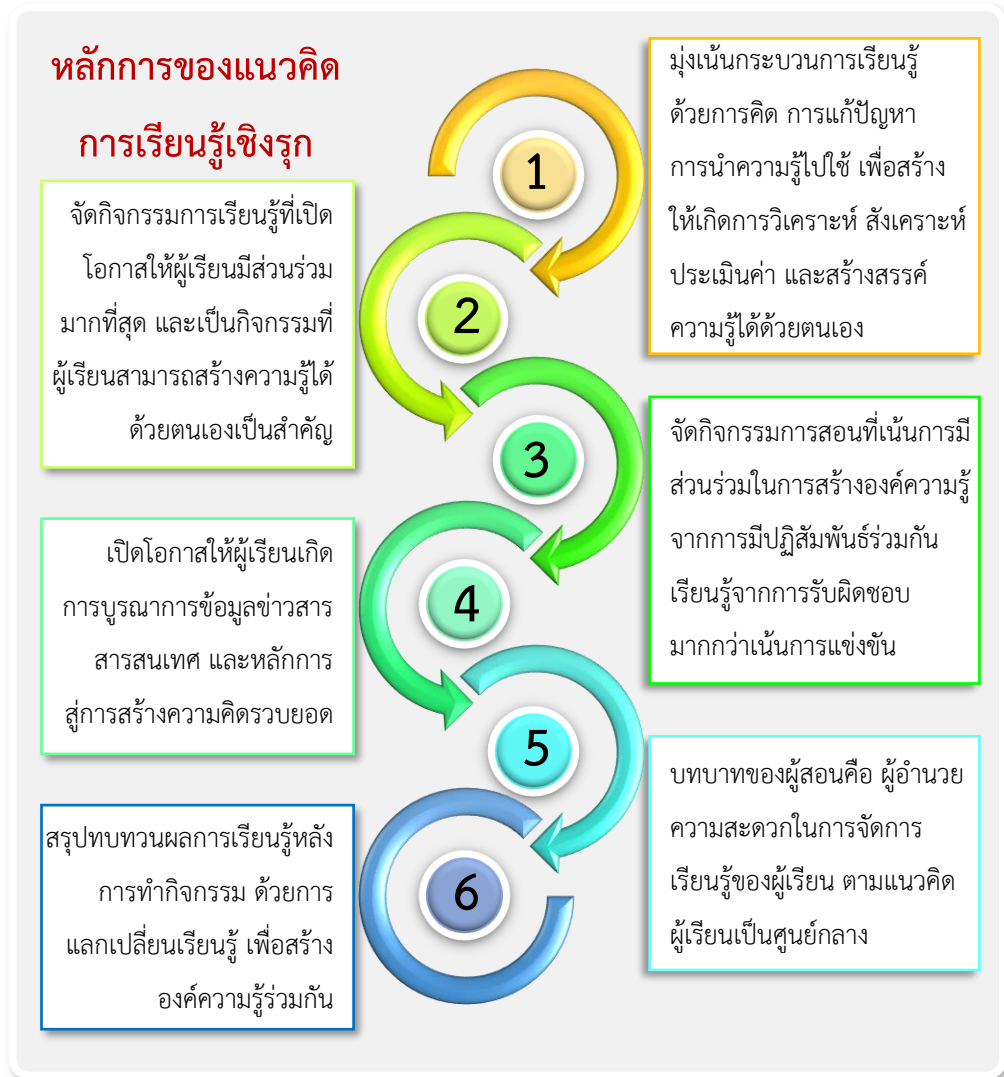 หลักการของแนวคิด
การเรียนรู้เชิงรุก
1
มุ่งเน้นกระบวนการเรียนรู้
ด้วยการคิด การแก้ปัญหา
การนำความรู้ไปใช้ เพื่อสร้าง
ให้เกิดการวิเคราะห์ สังเคราะห์
ประเมินค่า และสร้างสรรค์
ความรู้ได้ด้วยตนเอง
2
จัดกิจกรรมการเรียนรู้ที่เปิด
โอกาสให้ผู้เรียนมีส่วนร่วม
มากที่สุด และเป็นกิจกรรมที่
ผู้เรียนสามารถสร้างความรู้ได้
ด้วยตนเองเป็นสำคัญ
3
จัดกิจกรรมการสอนที่เน้นการมี
ส่วนร่วมในการสร้างองค์ความรู้
จากการมีปฏิสัมพันธ์ร่วมกัน
เรียนรู้จากการรับผิดชอบ
มากกว่าเน้นการแข่งขัน
4
เปิดโอกาสให้ผู้เรียนเกิด
การบูรณาการข้อมูลข่าวสาร
สารสนเทศ และหลักการ
สู่การสร้างความคิดรวบยอด
5
บทบาทของผู้สอนคือ ผู้อำนวย
ความสะดวกในการจัดการ
เรียนรู้ของผู้เรียน ตามแนวคิด
ผู้เรียนเป็นศูนย์กลาง
6
สรุปทบทวนผลการเรียนรู้หลัง
การทำกิจกรรม ด้วยการ
แลกเปลี่ยนเรียนรู้ เพื่อสร้าง
องค์ความรู้ร่วมกัน